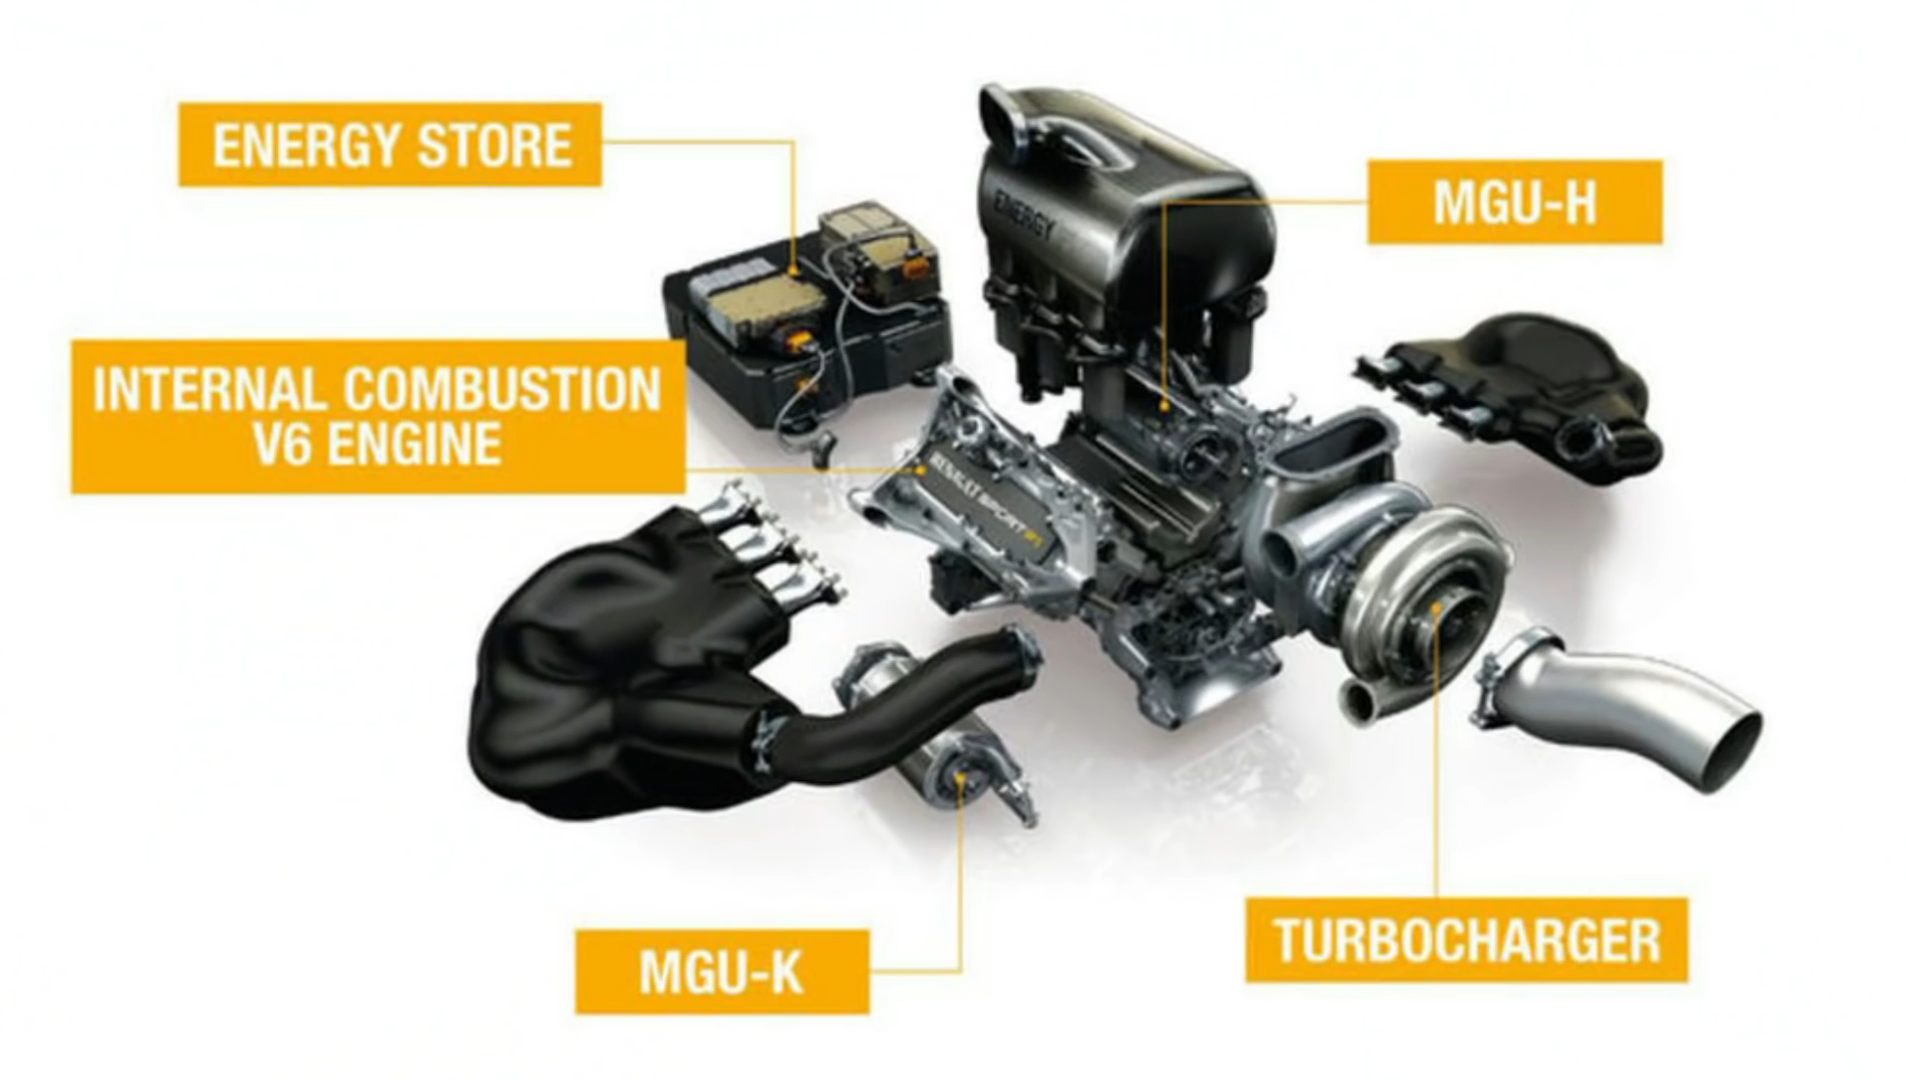 ENERGY STORE
MGU-H
ENERGY
INTERNAL COMBUSTION
V6 ENGINE
RENAULT SPORT F1
MGU-K
TURBOCHARGER